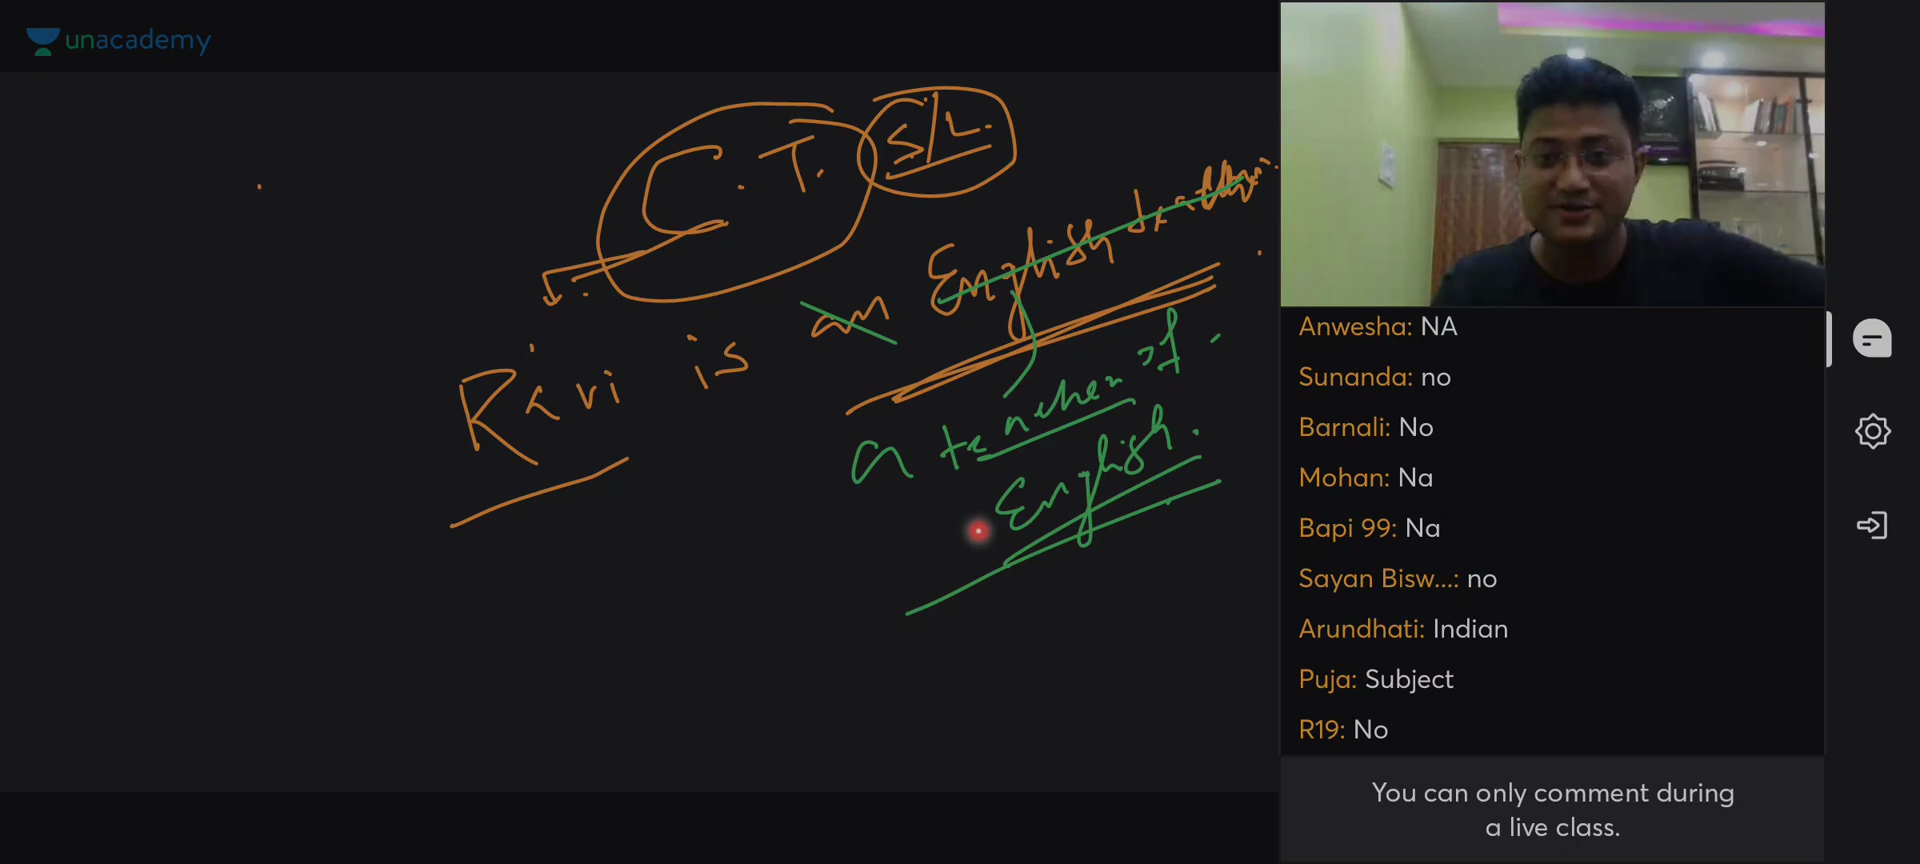 unacademy
C.T. S/L.
Ravi is an English teacher.
a teacher of
English.
Anwesha: NA
Sunanda: no
Barnali: No
Mohan: Na
Bapi 99: Na
Sayan Bisw...: no
Arundhati: Indian
Puja: Subject
R19: No
You can only comment during
a live class.